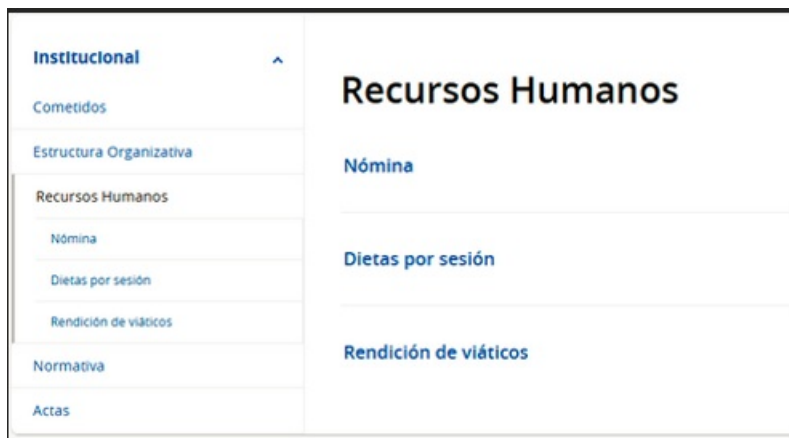 Institucional
Cometidos
Estructura Organizativa
Recursos Humanos
Nómina
Dietas por sesión
Rendición de viáticos
Normativa
Actas
Recursos Humanos
Nómina
Dietas por sesión
Rendición de viáticos